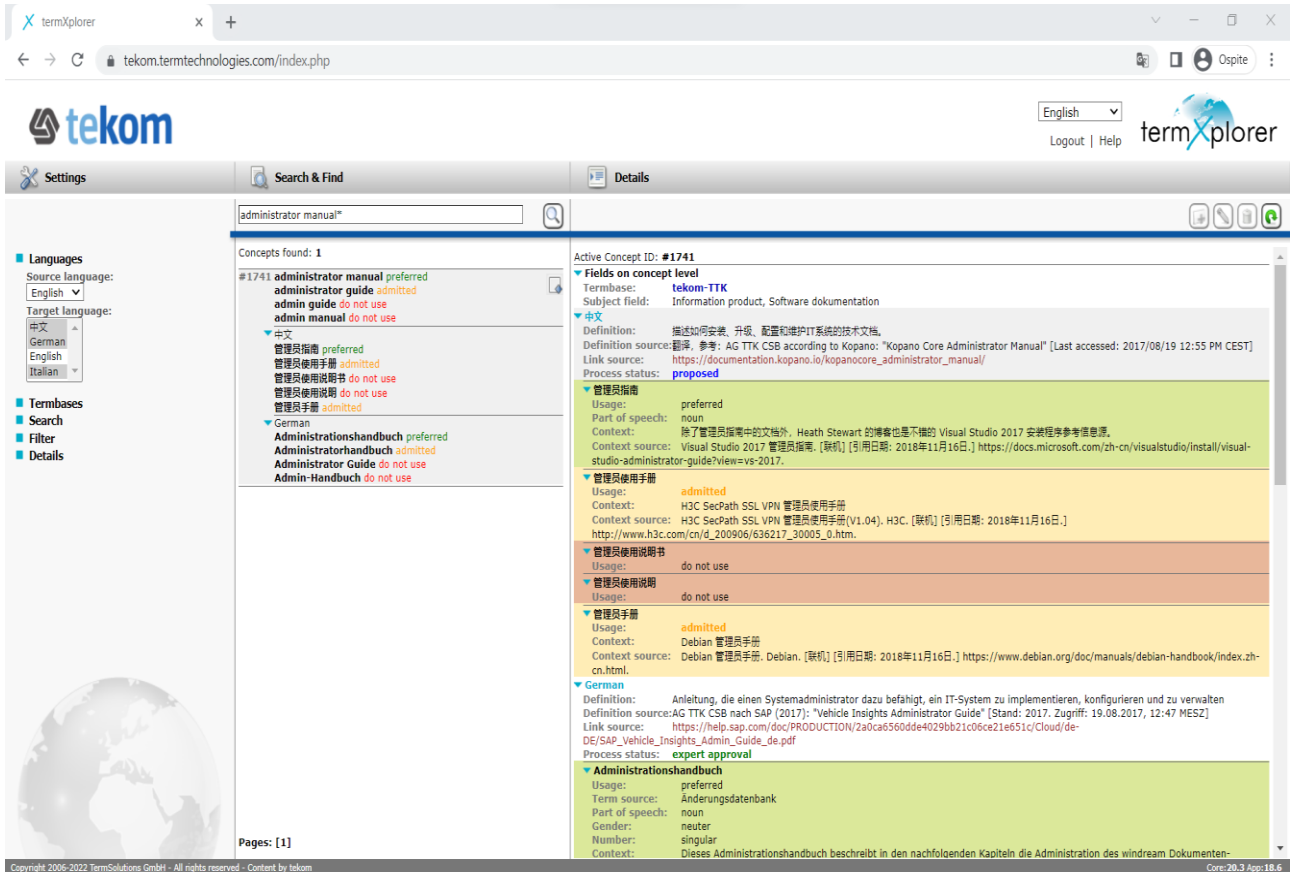 termXplorer
tekom.termtechnologies.com/index.php
Ospite
tekom
English
Logout | Help
termXplorer
Settings
Search & Find
Details
administrator manual*
Languages
Source language:
English
Target language:
中文
German
English
Italian
Termbases
Search
Filter
Details
Concepts found: 1
#1741 administrator manual preferred
administrator guide admitted
admin guide do not use
admin manual do not use
中文
管理员指南 preferred
管理员使用手册 admitted
管理员使用说明书 do not use
管理员使用说明 do not use
管理员手册 admitted
German
Administrationshandbuch preferred
Administratorhandbuch admitted
Administrator Guide do not use
Admin-Handbuch do not use
Pages: [1]
Active Concept ID: #1741
Fields on concept level
Termbase: tekom-TTK
Subject field: Information product, Software dokumentation
中文
Definition: 描述如何安装、升级、配置和维护IT系统的技术文档。
Definition source:翻译，参考：AG TTK CSB according to Kopano: "Kopano Core Administrator Manual" [Last accessed: 2017/08/19 12:55 PM CEST]
Link source: https://documentation.kopano.io/kopanocore_administrator_manual/
Process status: proposed
管理员指南
Usage: preferred
Part of speech: noun
Context: 除了管理员指南中的文档外，Heath Stewart 的博客也是不错的 Visual Studio 2017 安装程序参考信息源。
Context source: Visual Studio 2017 管理员指南. [联机] [引用日期: 2018年11月16日.] https://docs.microsoft.com/zh-cn/visualstudio/install/visual-
studio-administrator-guide?view=vs-2017.
管理员使用手册
Usage: admitted
Context: H3C SecPath SSL VPN 管理员使用手册
Context source: H3C SecPath SSL VPN 管理员使用手册(V1.04). H3C. [联机] [引用日期: 2018年11月16日.]
http://www.h3c.com/cn/d_200906/636217_30005_0.htm.
管理员使用说明书
Usage: do not use
管理员使用说明
Usage: do not use
管理员手册
Usage: admitted
Context: Debian 管理员手册
Context source: Debian 管理员手册. Debian. [联机] [引用日期: 2018年11月16日.] https://www.debian.org/doc/manuals/debian-handbook/index.zh-
cn.html.
German
Definition: Anleitung, die einen Systemadministrator dazu befähigt, ein IT-System zu implementieren, konfigurieren und zu verwalten
Definition source:AG TTK CSB nach SAP (2017): "Vehicle Insights Administrator Guide" [Stand: 2017. Zugriff: 19.08.2017, 12:47 MESZ]
Link source: https://help.sap.com/doc/PRODUCTION/2a0ca6560dde4029bb21c06ce21e651c/Cloud/de-
DE/SAP_Vehicle_Insights_Admin_Guide_de.pdf
Process status: expert approval
Administrationshandbuch
Usage: preferred
Term source: Änderungsdatenbank
Part of speech: noun
Gender: neuter
Number: singular
Context: Dieses Administrationshandbuch beschreibt in den nachfolgenden Kapiteln die Administration des windream Dokumenten-
Copyright 2006-2022 TermSolutions GmbH - All rights reserved - Content by tekom
Core:20.3 App:18.6